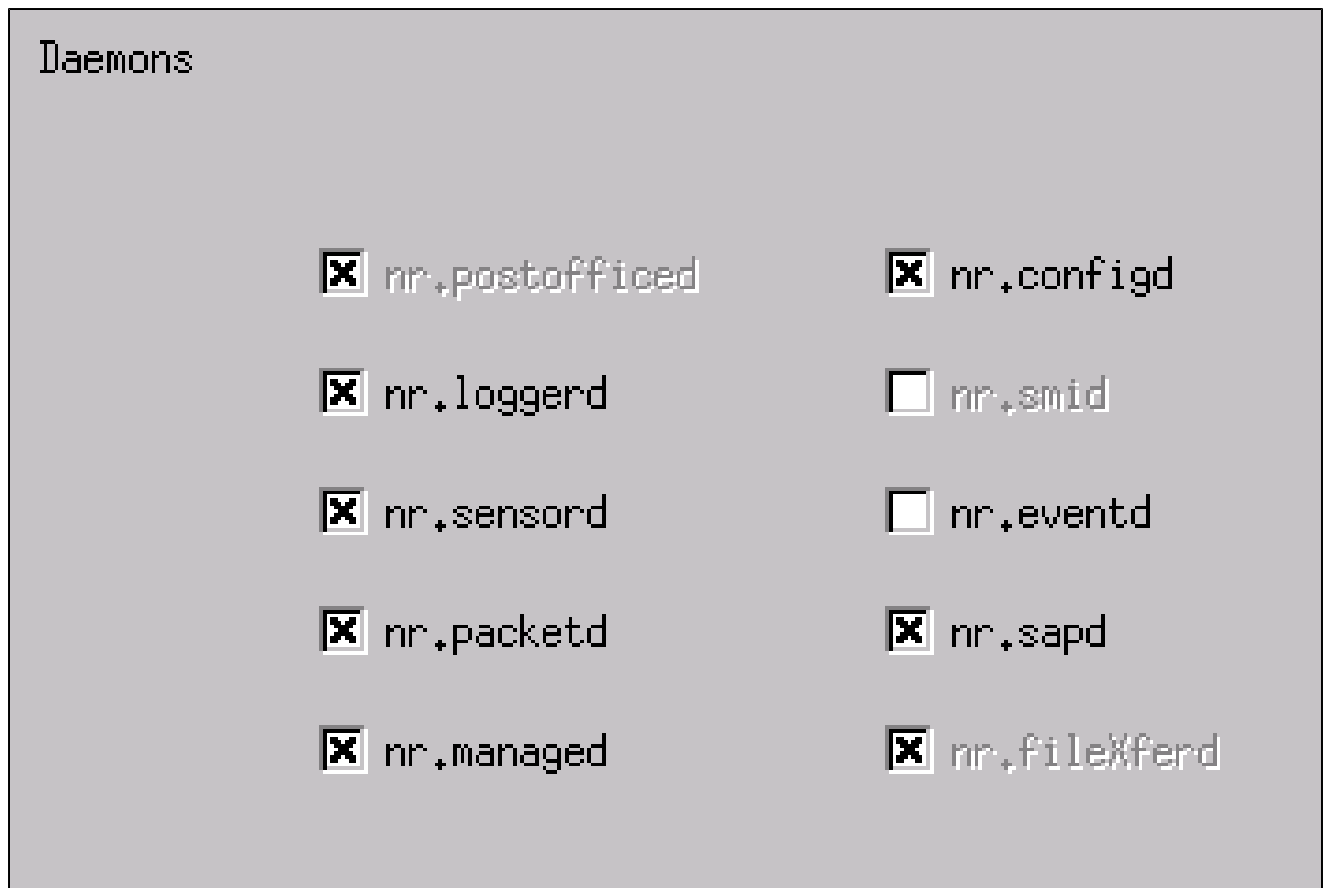 Daemons
nr.postofficed nr.configd
nr.loggerd nr.smid
nr.sensord nr.eventd
nr.packetd nr.sapd
nr.managed nr.fileXferd